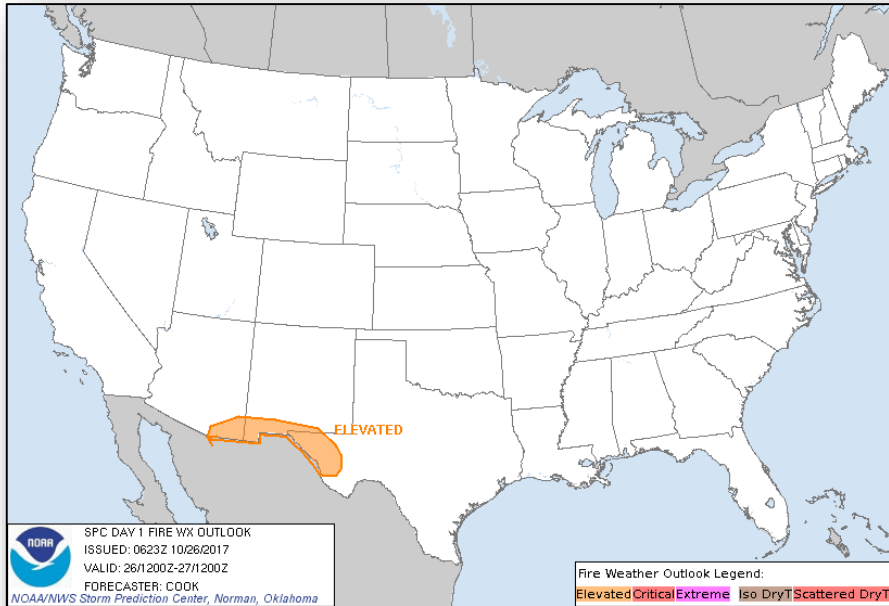 ELEVATED
noaa
SPC DAY 1 FIRE WX OUTLOOK
ISSUED: 0623Z 10/26/2017
VALID: 26/1200Z-27/1200Z
FORECASTER: COOK
NOAA/NWS Storm Prediction Center, Norman, Oklahoma
Fire Weather Outlook Legend:
Elevated Critical Extreme Iso DryT Scattered DryT